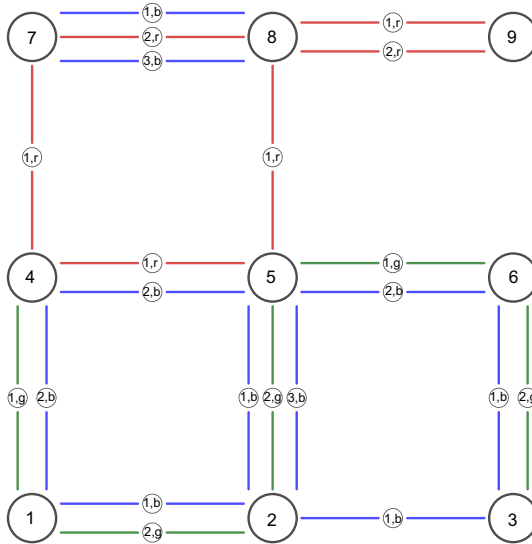 1,b
7 2,r 8 1,r 9
3,b 2,r
1,r 1,r
4 1,r 5 1,g 6
2,b 2,b
1,g 2,b 1,b 2,g 3,b 1,b 2,g
1 1,b 2 1,b 3
2,g